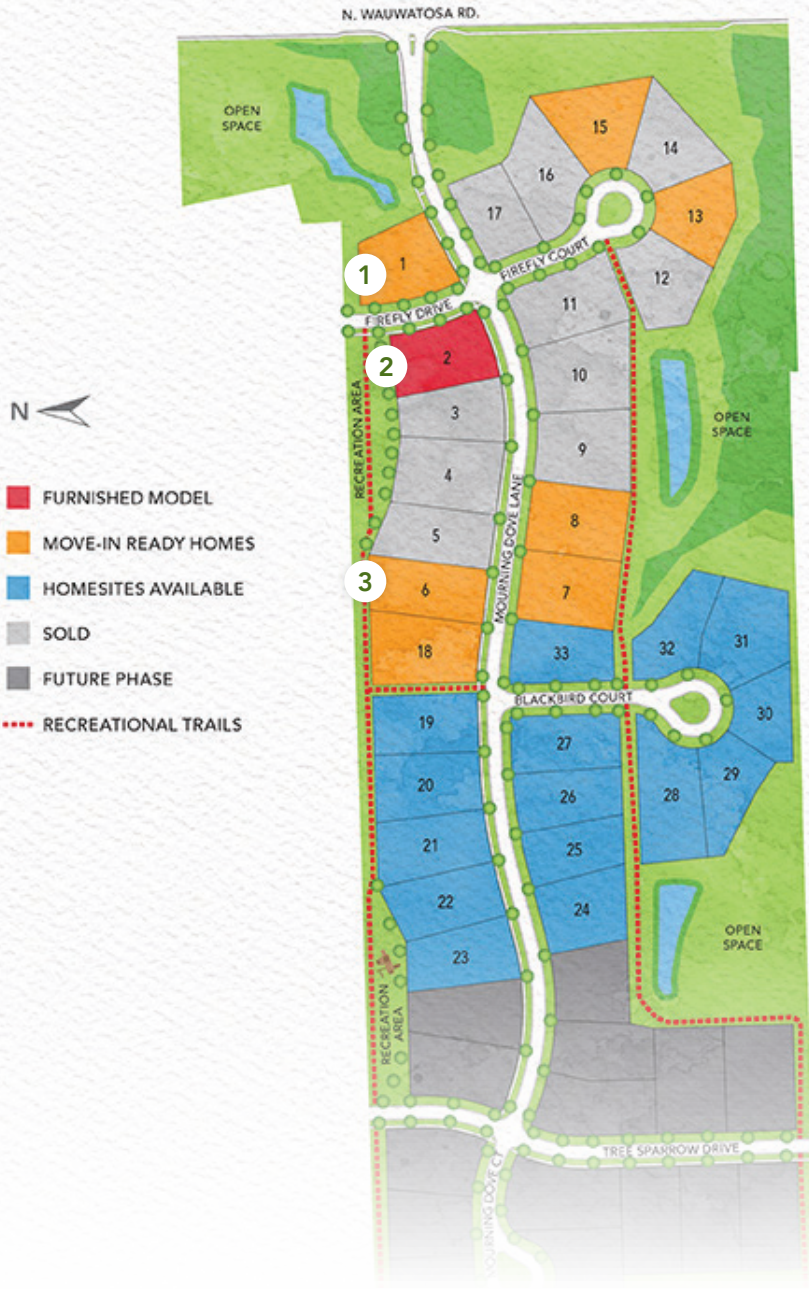 N. WAUWATOSA RD.
OPEN
SPACE
15
14
16
17
13
12
1
1
FIREFLY COURT
FIREFLY DRIVE
11
2
2
10
3
9
4
5
RECREATION AREA
OPEN
SPACE
N
FURNISHED MODEL
MOVE-IN READY HOMES
HOMESITES AVAILABLE
SOLD
FUTURE PHASE
RECREATIONAL TRAILS
MOURNING DOVE LANE
8
3
6
7
18
33
32
31
30
29
28
BLACKBIRD COURT
19
27
20
26
21
25
22
24
23
OPEN
SPACE
RECREATION
AREA
TREE SPARROW DRIVE
MOURNING DOVE CT